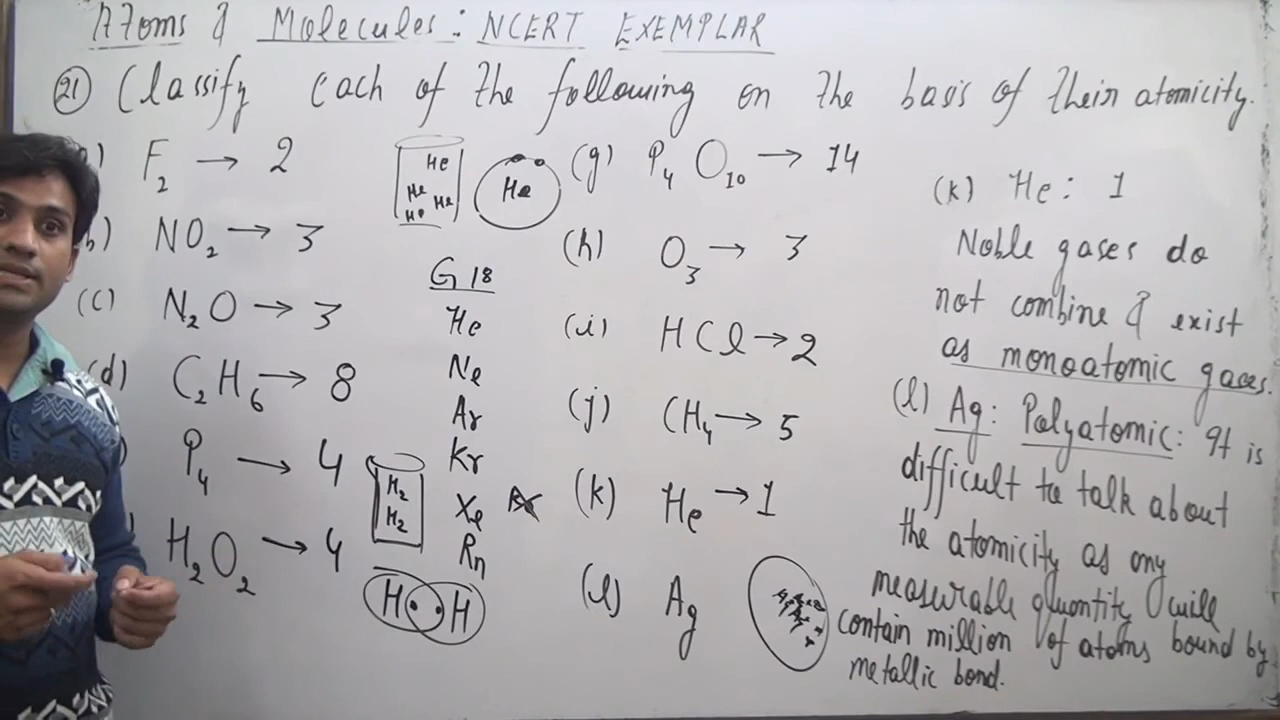 Atoms & Molecules: NCERT EXEMPLAR
(21) Classify each of the following on the basis of their atomicity.
) F₂ → 2
b) NO₂ → 3
(c) N₂O → 3
(d) C₂H₆ → 8
) P₄ → 4
) H₂O₂ → 4
He
He He
He
He
G 18
He
Ne
Ar
Kr
Xe
Rn
H₂
H₂
H H
(g) P₄ O₁₀ → 14
(h) O₃ → 3
(i) HCl → 2
(j) CH₄ → 5
(k) He → 1
(l) Ag
(k) He: 1
Noble gases do
not combine & exist
as monoatomic gases.
(l) Ag: Polyatomic: It is
difficult to talk about
the atomicity as any
measurable quantity will
contain million of atoms bound by
metallic bond.